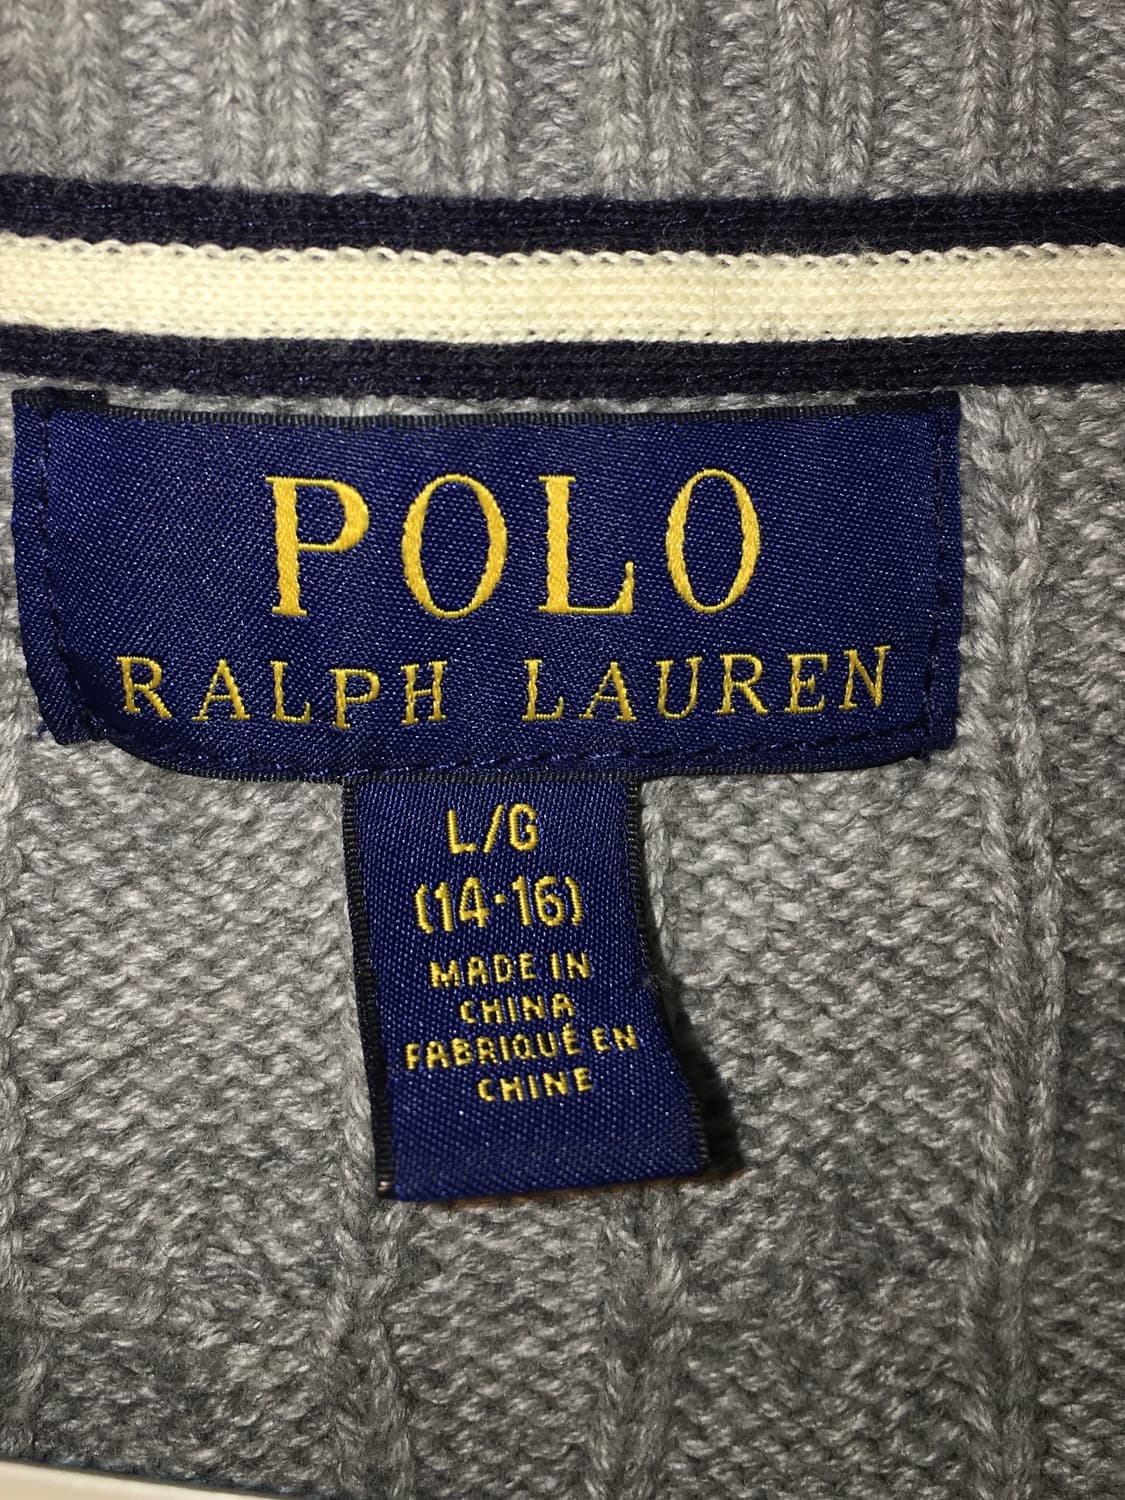 POLO
RALPH LAUREN
L/G
(14-16)
MADE IN
CHINA
FABRIQUÉ EN
CHINE